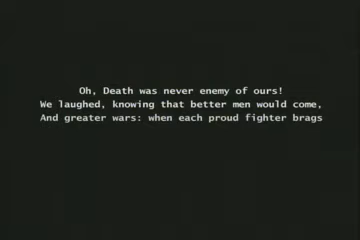 Oh, Death was never enemy of ours!
We laughed, knowing that better men would come,
And greater wars: when each proud fighter brags